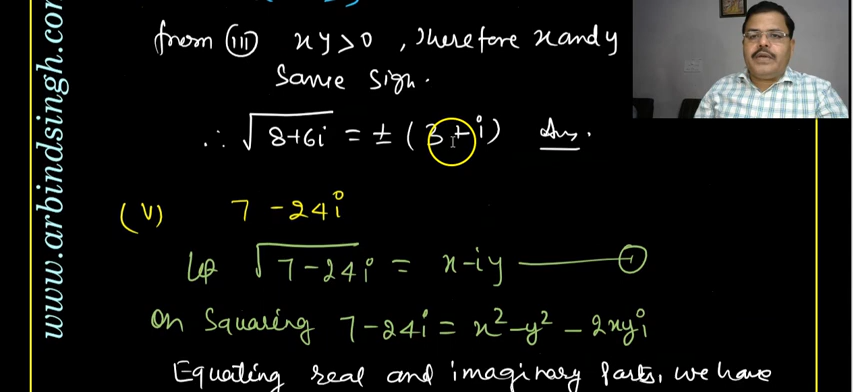 www.arbindsingh.com
from (III) xy>0 , therefore x and y
Same sign.
∴ √8+6i = ± (3+i) Ans.
(V) 7-24i
Let √7-24i = x-iy ——— (I)
On Squaring 7-24i = x²-y² - 2xyi
Equating real and imaginary parts, we have